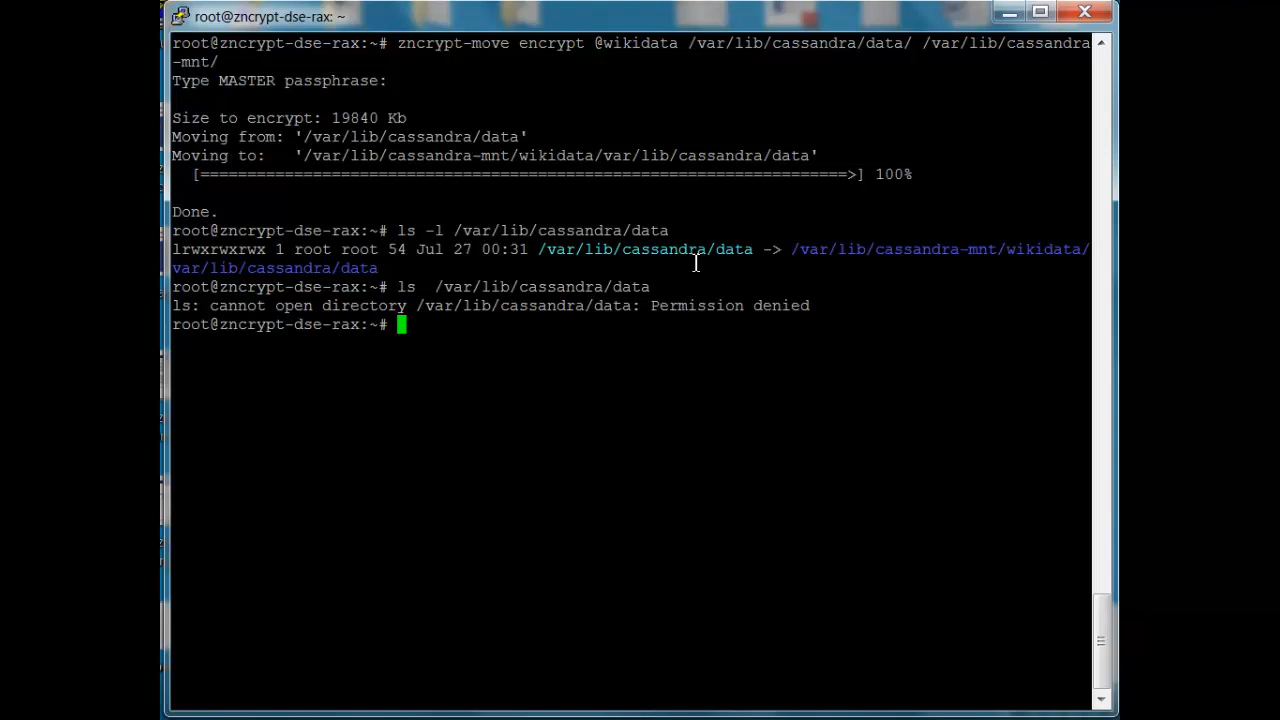 root@zncrypt-dse-rax: ~
root@zncrypt-dse-rax:~# zncrypt-move encrypt @wikidata /var/lib/cassandra/data/ /var/lib/cassandra
-mnt/
Type MASTER passphrase:
Size to encrypt: 19840 Kb
Moving from: '/var/lib/cassandra/data'
Moving to:   '/var/lib/cassandra-mnt/wikidata/var/lib/cassandra/data'
[=====================================================================>] 100%
Done.
root@zncrypt-dse-rax:~# ls -l /var/lib/cassandra/data
lrwxrwxrwx 1 root root 54 Jul 27 00:31 /var/lib/cassandra/data -> /var/lib/cassandra-mnt/wikidata/
var/lib/cassandra/data
root@zncrypt-dse-rax:~# ls  /var/lib/cassandra/data
ls: cannot open directory /var/lib/cassandra/data: Permission denied
root@zncrypt-dse-rax:~#